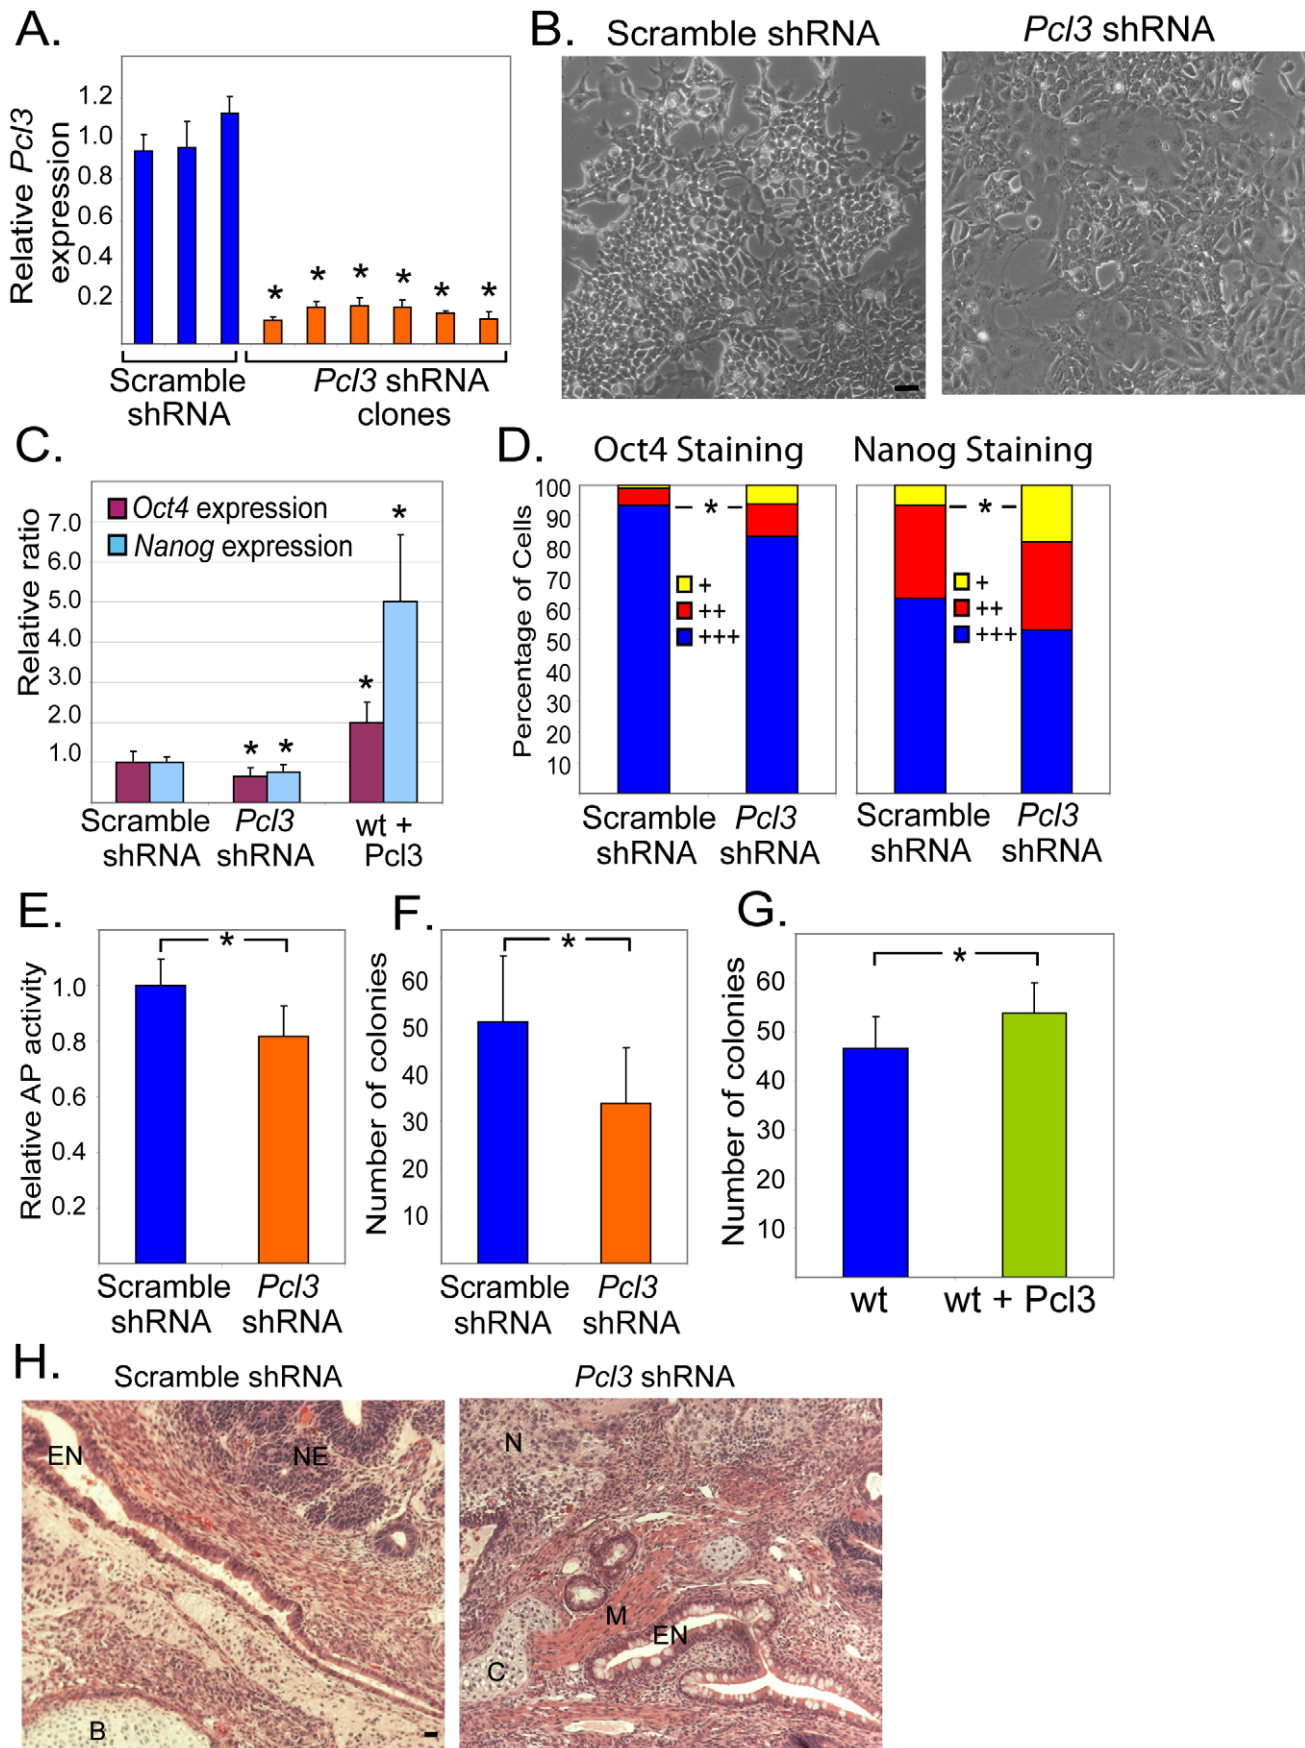 A.
Relative Pcl3
expression
1.2
1.0
0.8
0.6
0.4
0.2
* * * * * *
Scramble
shRNA
Pcl3 shRNA
clones
B.
Scramble shRNA
Pcl3 shRNA
C.
Relative ratio
7.0
6.0
5.0
4.0
3.0
2.0
1.0
Oct4 expression
Nanog expression
* * * *
Scramble
shRNA
Pcl3
shRNA
wt +
Pcl3
D.
Oct4 Staining
Nanog Staining
Percentage of Cells
100
90
80
70
60
50
40
30
20
10
*
+
++
+++
*
+
++
+++
Scramble
shRNA
Pcl3
shRNA
Scramble
shRNA
Pcl3
shRNA
E.
Relative AP activity
1.0
0.8
0.6
0.4
0.2
*
Scramble
shRNA
Pcl3
shRNA
F.
Number of colonies
60
50
40
30
20
10
*
Scramble
shRNA
Pcl3
shRNA
G.
Number of colonies
60
50
40
30
20
10
*
wt
wt + Pcl3
H.
Scramble shRNA
EN
NE
B
Pcl3 shRNA
N
M
EN
C